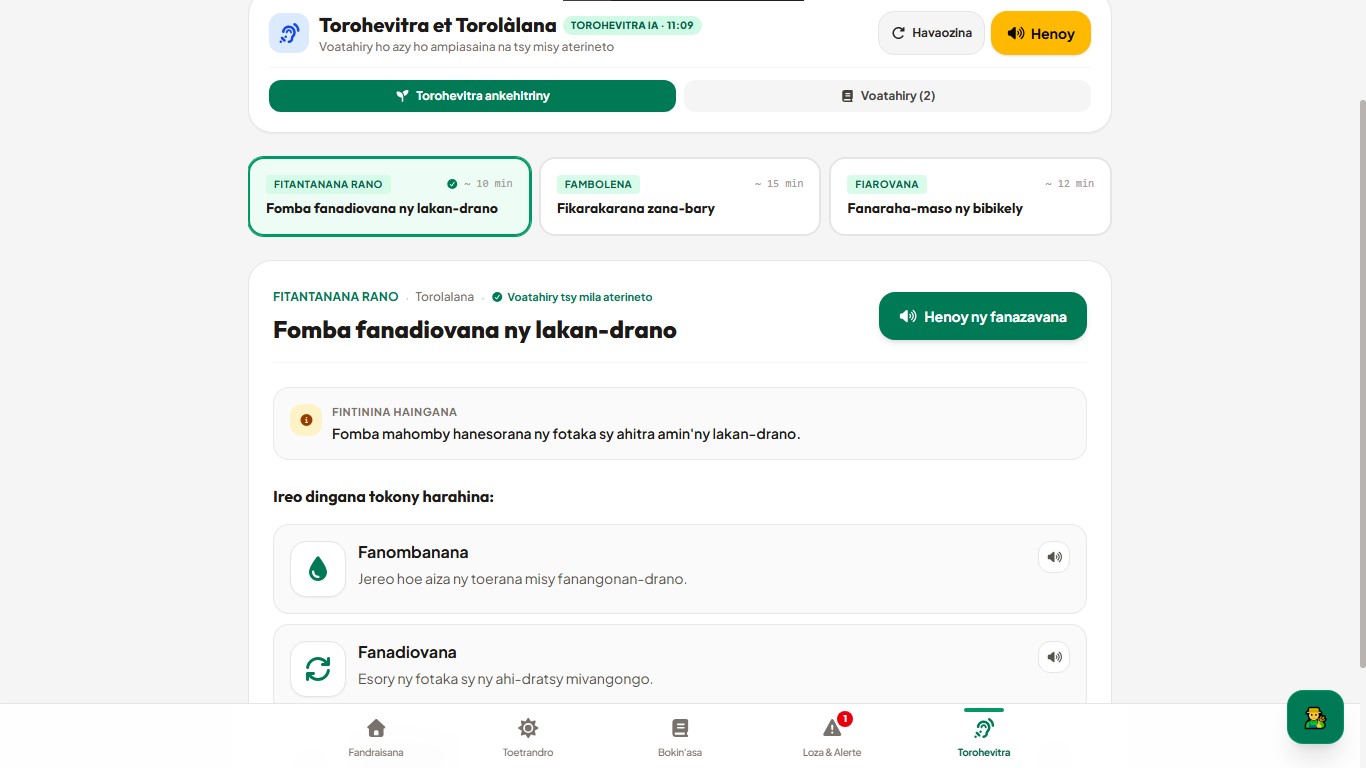 Torohevitra et Torolàlana TOROHEVITRA IA · 11:09
Voatahiry ho azy ho ampiasaina na tsy misy aterineto
Havaozina
Henoy
Torohevitra ankehitriny
Voatahiry (2)
FITANTANANA RANO ~ 10 min
Fomba fanadiovana ny lakan-drano
FAMBOLENA ~ 15 min
Fikarakarana zana-bary
FIAROVANA ~ 12 min
Fanaraha-maso ny bibikely
FITANTANANA RANO · Torolalana · Voatahiry tsy mila aterineto
Fomba fanadiovana ny lakan-drano
Henoy ny fanazavana
FINTININA HAINGANA
Fomba mahomby hanesorana ny fotaka sy ahitra amin'ny lakan-drano.
Ireo dingana tokony harahina:
Fanombanana
Jereo hoe aiza ny toerana misy fanangonan-drano.
Fanadiovana
Esory ny fotaka sy ny ahi-dratsy mivangongo.
Fandraisana
Toetrandro
Bokin'asa
1
Loza & Alerte
Torohevitra